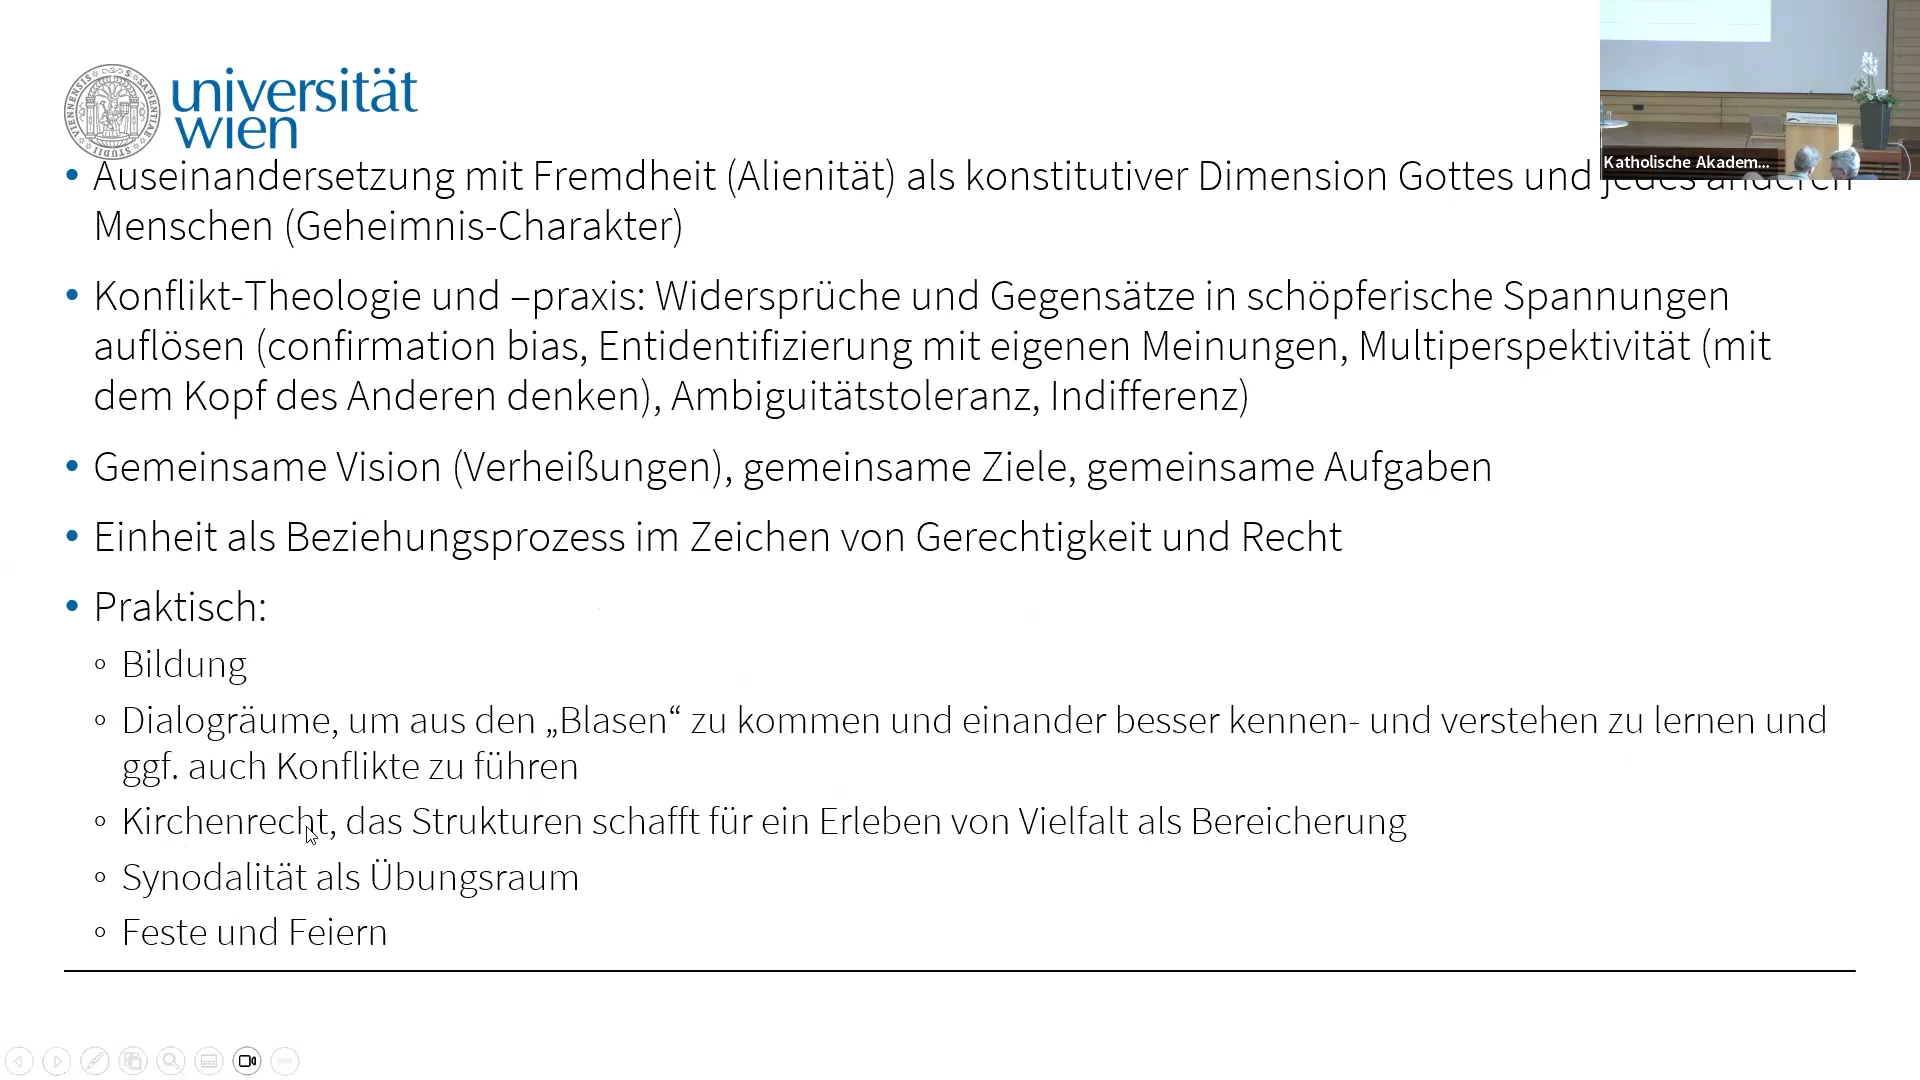 universität
wien
Katholische Akadem...
• Auseinandersetzung mit Fremdheit (Alienität) als konstitutiver Dimension Gottes und jedes anderen
Menschen (Geheimnis-Charakter)
• Konflikt-Theologie und –praxis: Widersprüche und Gegensätze in schöpferische Spannungen
auflösen (confirmation bias, Entidentifizierung mit eigenen Meinungen, Multiperspektivität (mit
dem Kopf des Anderen denken), Ambiguitätstoleranz, Indifferenz)
• Gemeinsame Vision (Verheißungen), gemeinsame Ziele, gemeinsame Aufgaben
• Einheit als Beziehungsprozess im Zeichen von Gerechtigkeit und Recht
• Praktisch:
◦ Bildung
◦ Dialogräume, um aus den „Blasen“ zu kommen und einander besser kennen- und verstehen zu lernen und
ggf. auch Konflikte zu führen
◦ Kirchenrecht, das Strukturen schafft für ein Erleben von Vielfalt als Bereicherung
◦ Synodalität als Übungsraum
◦ Feste und Feiern